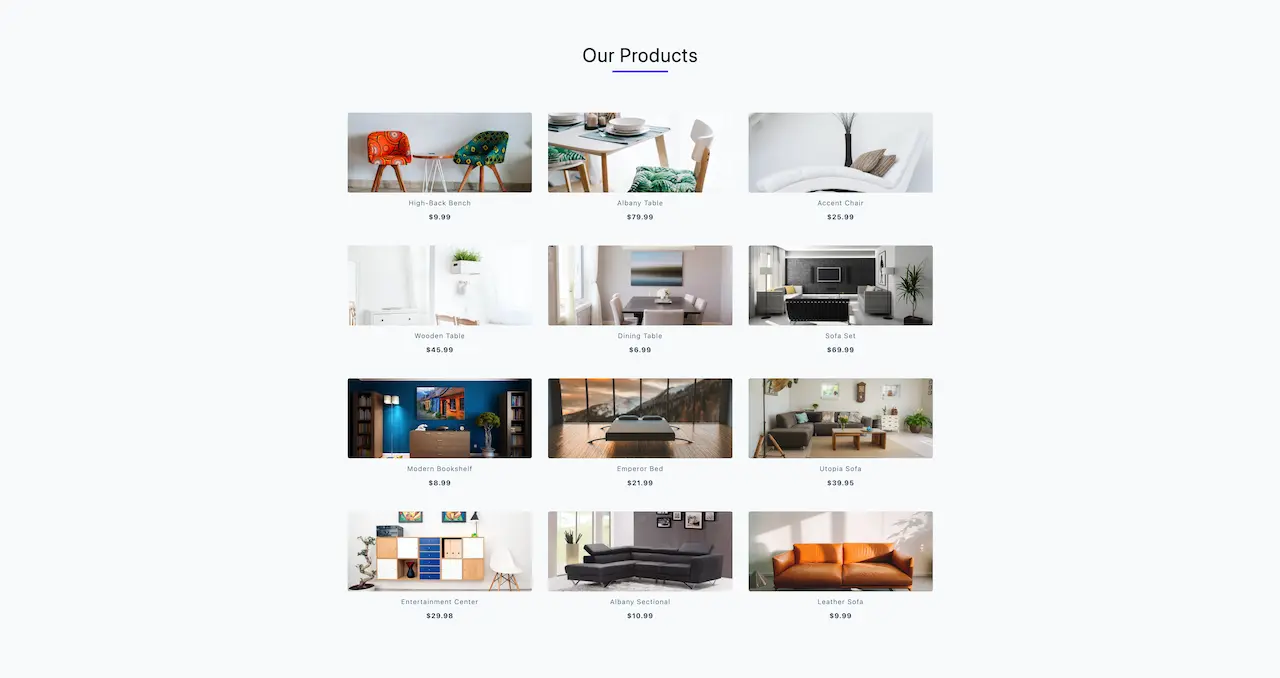 Our Products
High-Back Bench
$9.99
Albany Table
$79.99
Accent Chair
$25.99
Wooden Table
$45.99
Dining Table
$6.99
Sofa Set
$69.99
Modern Bookshelf
$8.99
Emperor Bed
$21.99
Utopia Sofa
$39.95
Entertainment Center
$29.98
Albany Sectional
$10.99
Leather Sofa
$9.99